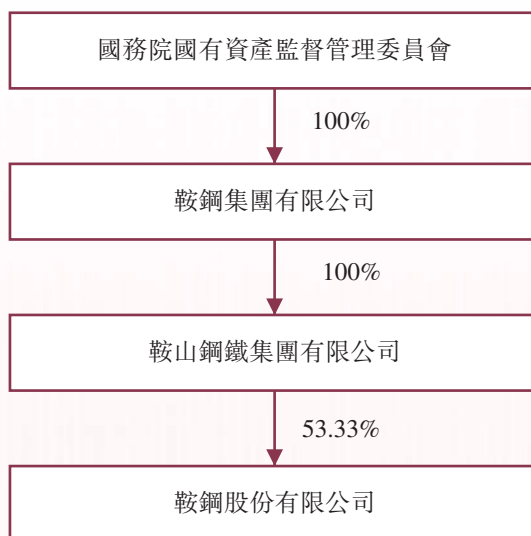 國務院國有資產監督管理委員會
100%
鞍鋼集團有限公司
100%
鞍山鋼鐵集團有限公司
53.33%
鞍鋼股份有限公司